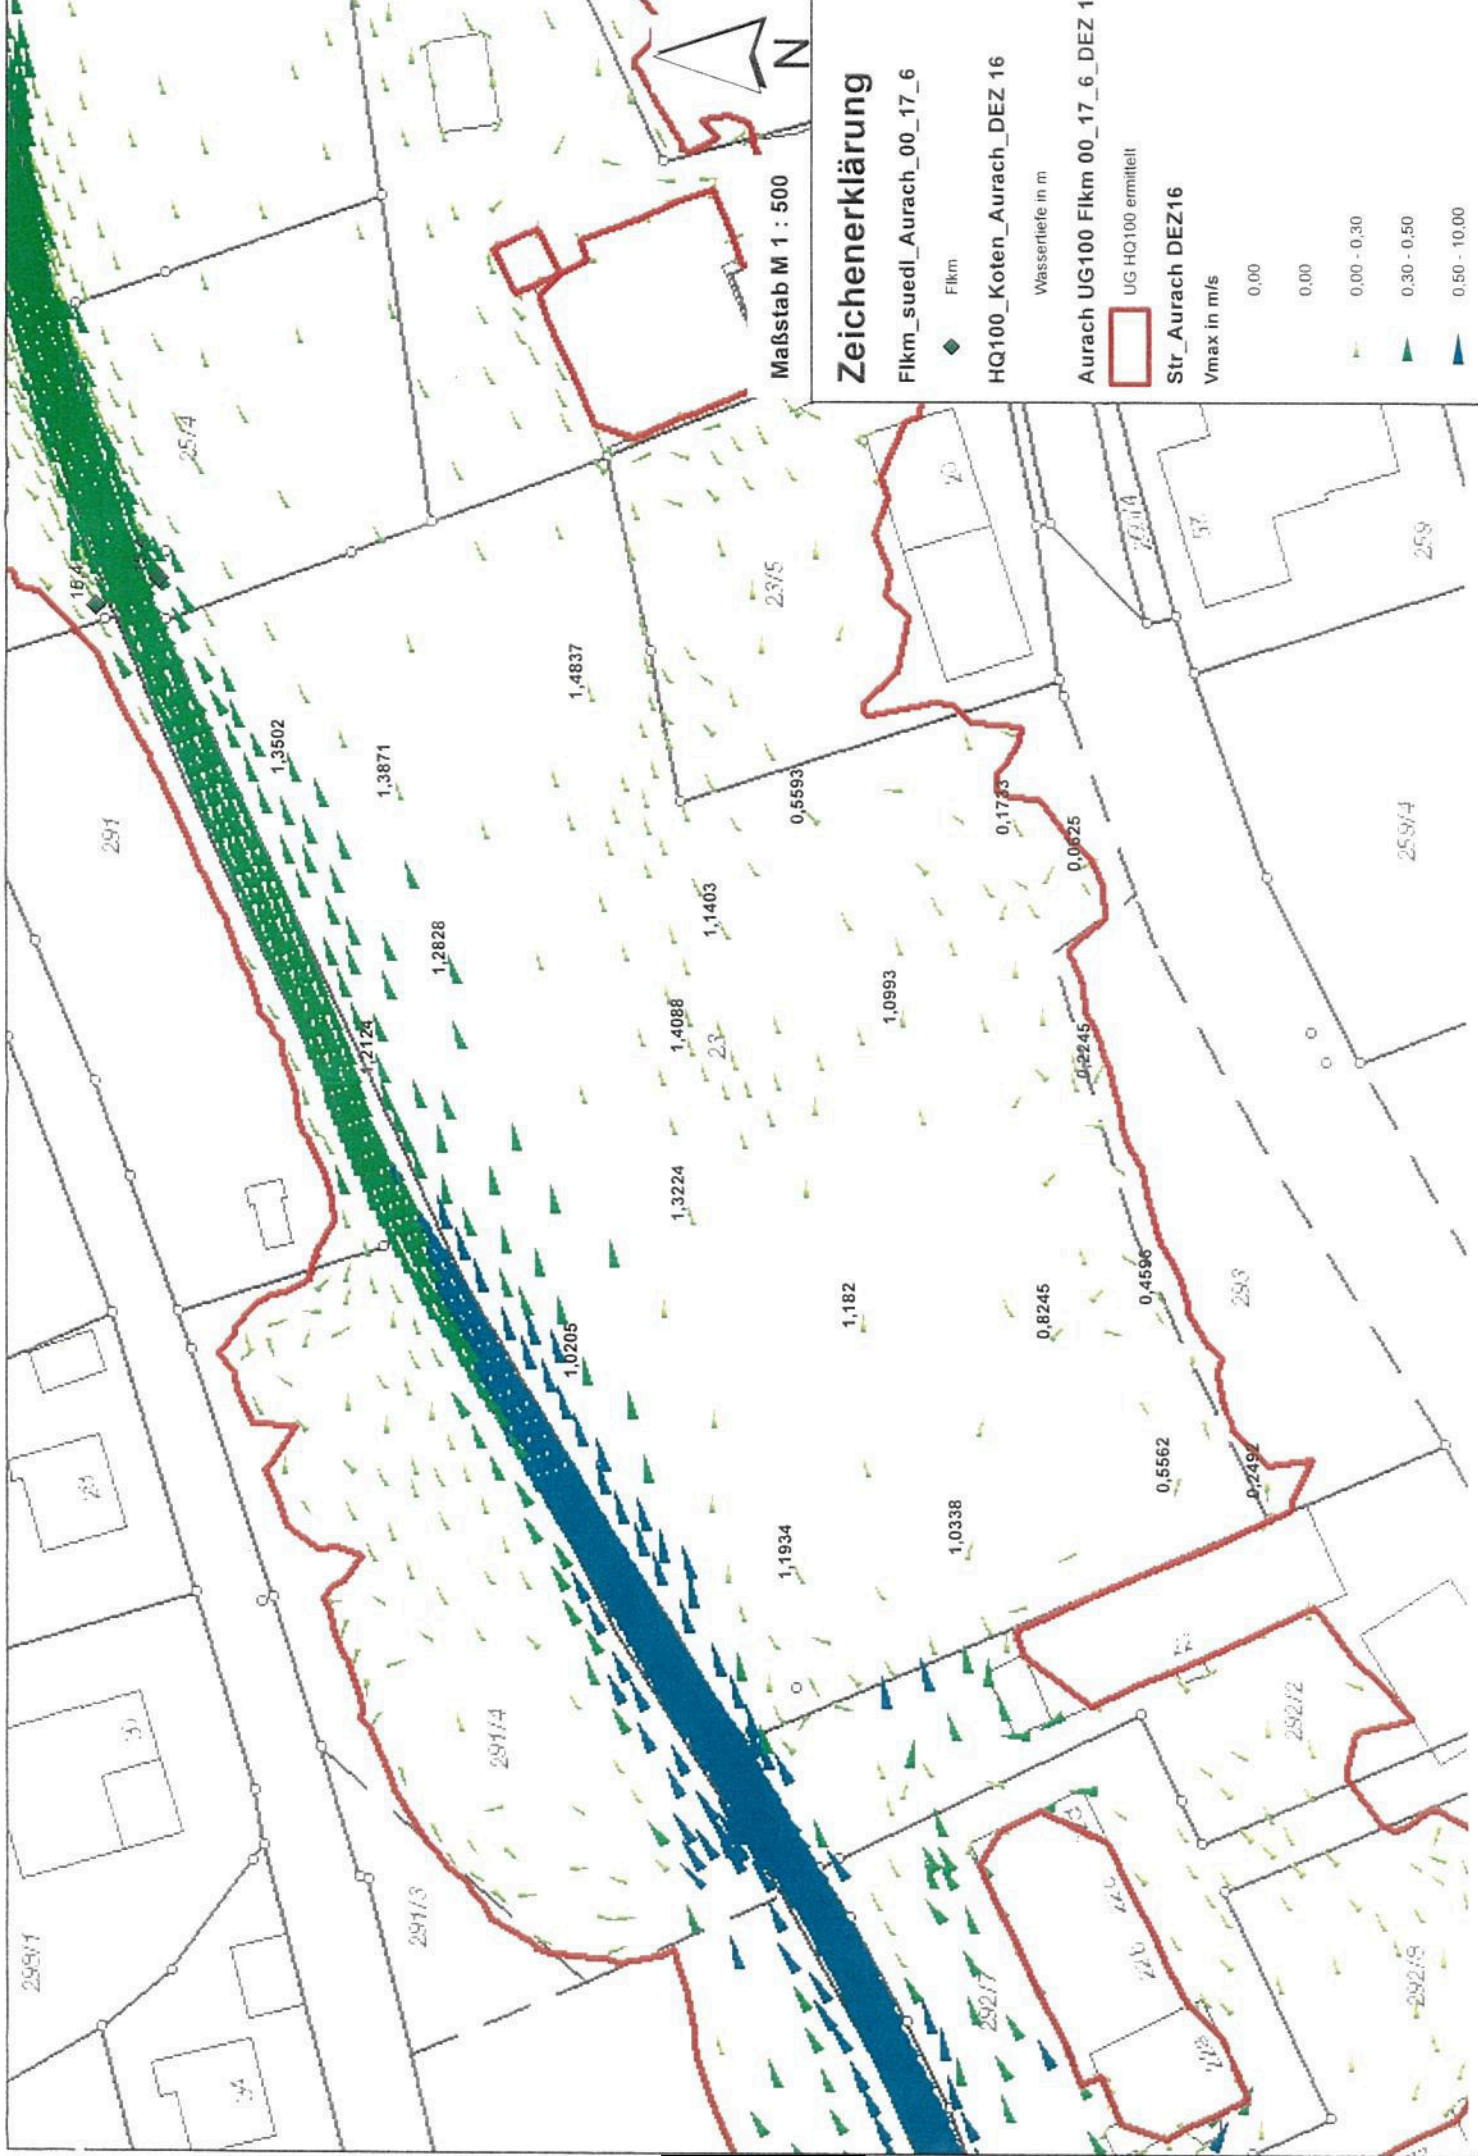 Maßstab M 1 : 500
N
Zeichenerklärung
Flkm_suedl_Aurach_00_17_6
Flkm
HQ100_Koten_Aurach_DEZ 16
Wassertiefe in m
Aurach UG100 Flkm 00_17_6_DEZ 1
UG HQ100 ermittelt
Str_Aurach DEZ16
Vmax in m/s
0,00
0,00
0,00 - 0,30
0,30 - 0,50
0,50 - 10,00
291
25/4
1,3502
1,3871
1,4837
23/5
20
1,2828
1,2124
1,1403
0,5593
0,1733
0,0625
1,4088
23
1,0993
0,2245
57
259
259/4
1,3224
1,0205
1,182
0,8245
0,4596
293
1,1934
1,0338
0,5562
0,2492
291/4
291/3
292/2
292/7
292/8